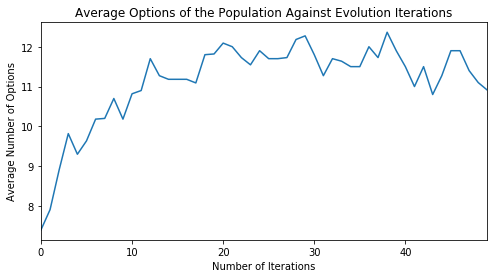 Average Options of the Population Against Evolution Iterations
Average Number of Options
12
11
10
9
8
0 10 20 30 40
Number of Iterations